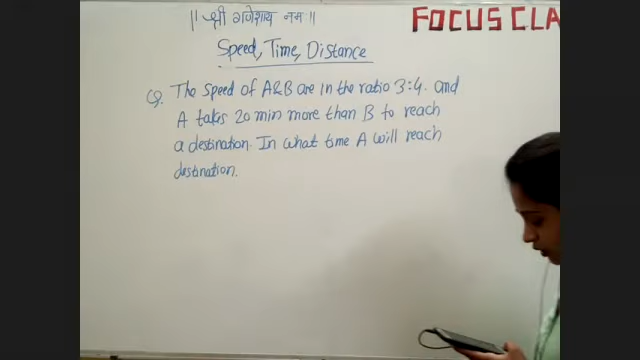 || श्री गणेशाय नमः ||
FOCUS CLA
Speed, Time, Distance
Q. The speed of A&B are in the ratio 3:4. and
A takes 20 min more than B to reach
a destination. In what time A will reach
destination.